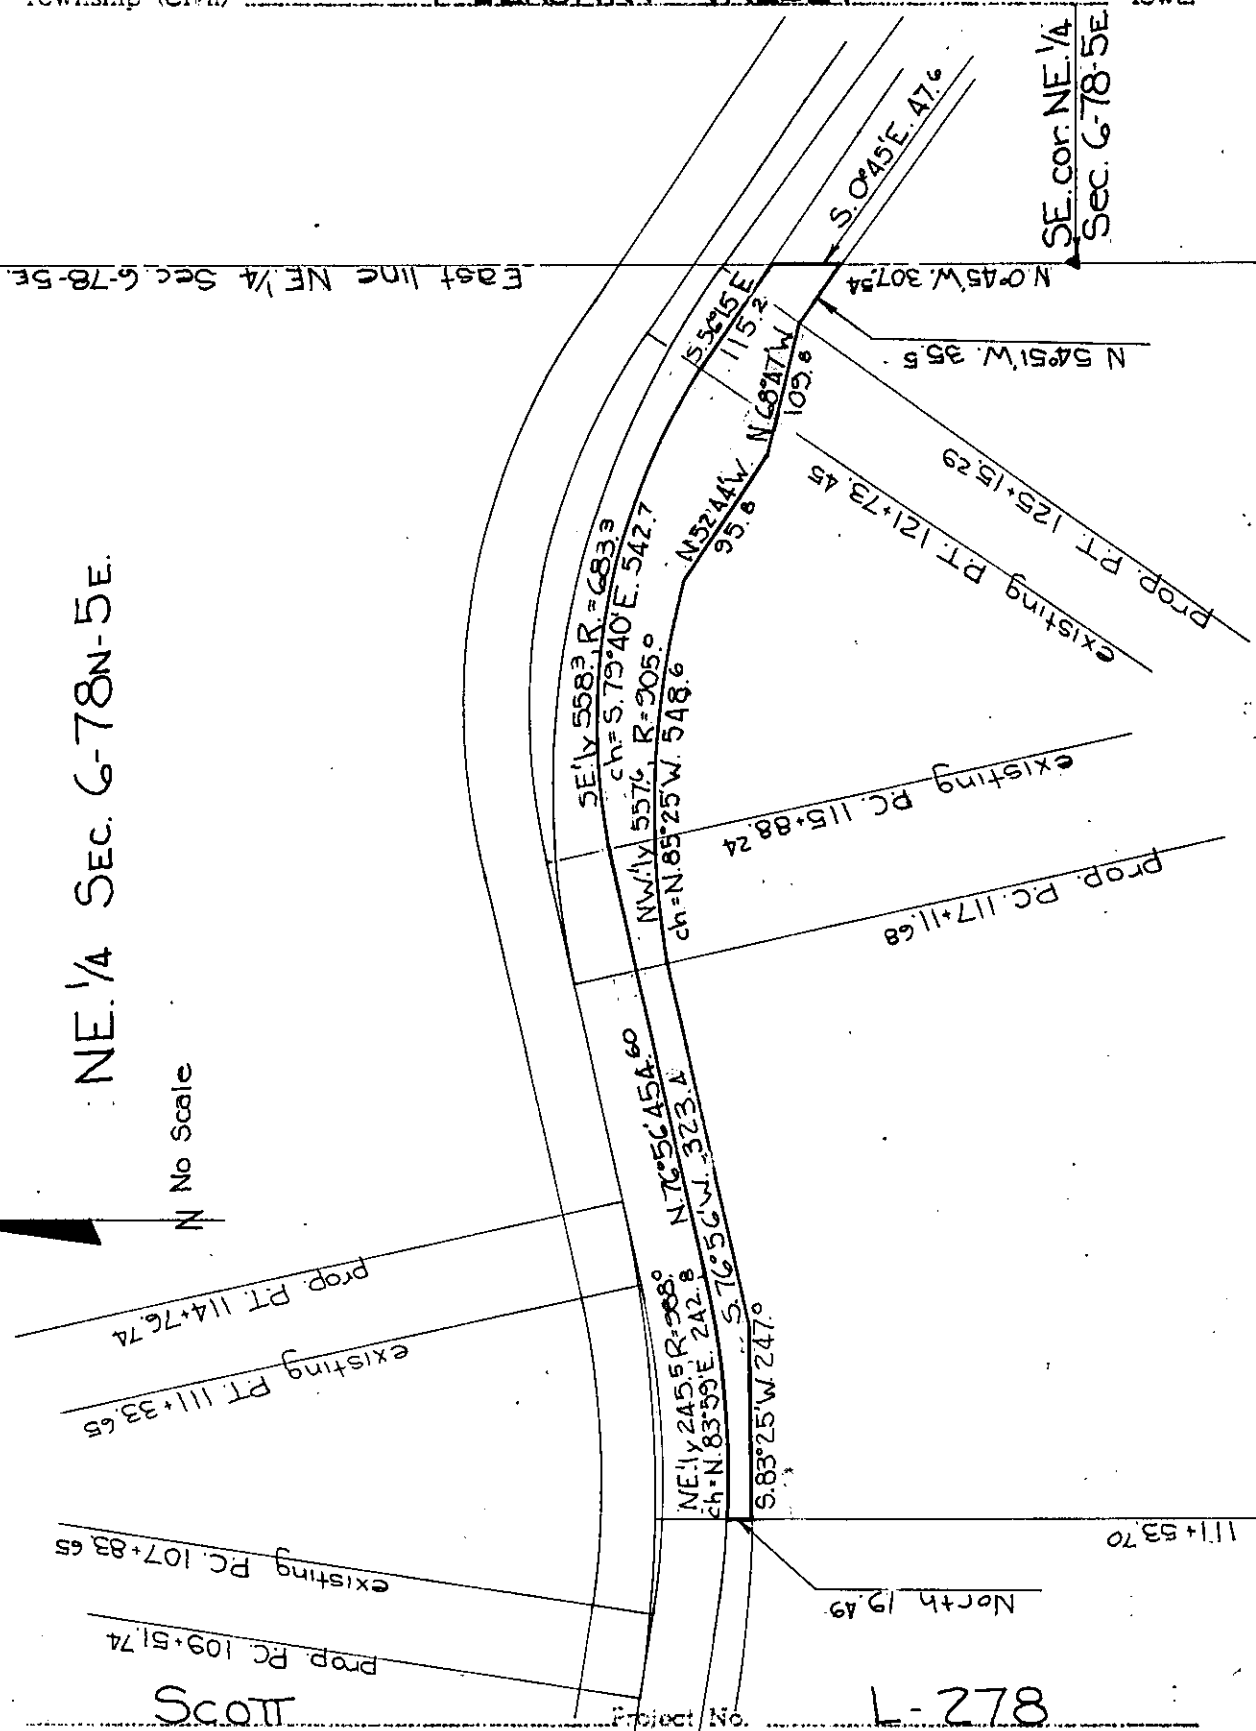 NE. 1/4 SEC. 6-78N-5E.
N No Scale
East line NE 1/4 Sec. 6-78-5E.
SE. cor. NE. 1/4
Sec. 6-78-5E
N. 0°45'W. 307.54
S. 0°45'E. 47.6
N 54°51'W. 35.5
S. 56°15'E
115.2
N. 68°47'W
109.8
N. 52°44'W.
95.8
prop. P.T. 125+15.29
existing P.T. 121+73.45
SE.'ly 558.3, R.=683.3
ch=S.79°40'E. 542.7
NW.'ly 557.6, R=905.0
ch=N.85°25'W. 548.6
existing P.C. 115+88.24
prop. P.C. 117+11.68
N. 76°56' 454.60
S. 76°56'W. 323.4
NE.'ly 245.5 R=988.0
ch=N.83°59'E. 242.8
S.83°25'W. 247.0
prop. P.T. 114+76.74
existing P.T. 111+33.65
existing P.C. 107+83.65
prop. P.C. 109+51.74
111+53.70
North 19.49
Scott
Project No.
L-278